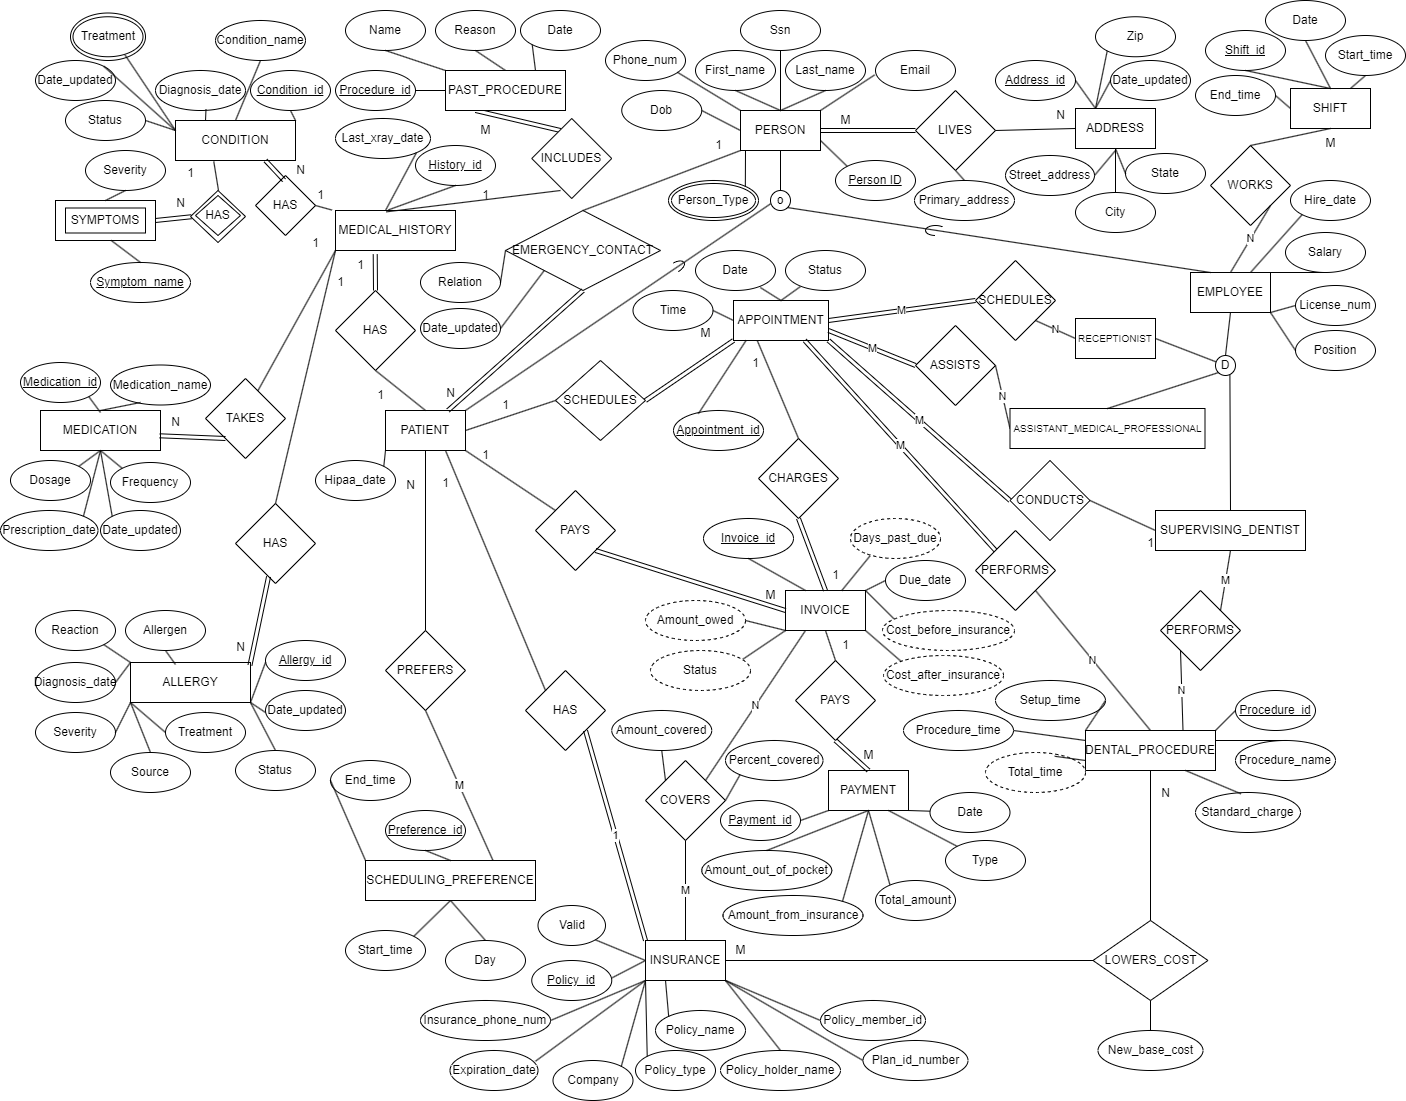 Treatment
Condition_name
Date_updated
Diagnosis_date
Condition_id
Status
CONDITION
1
N
Severity
N
HAS
HAS
1
SYMPTOMS
Symptom_name
1
Name
Reason
Date
Procedure_id
PAST_PROCEDURE
M
Last_xray_date
History_id
INCLUDES
1
MEDICAL_HISTORY
1
1
HAS
1
Ssn
Phone_num
First_name
Last_name
Email
Dob
PERSON
1
M
LIVES
N
Person_Type
o
Person ID
Primary_address
Zip
Address_id
Date_updated
ADDRESS
Street_address
State
City
Date
Shift_id
Start_time
End_time
SHIFT
M
WORKS
N
Hire_date
Salary
EMPLOYEE
License_num
Position
EMERGENCY_CONTACT
Relation
Date_updated
N
Date
Status
Time
APPOINTMENT
M
1
M
SCHEDULES
N
RECEPTIONIST
M
ASSISTS
N
D
ASSISTANT_MEDICAL_PROFESSIONAL
Medication_id
Medication_name
MEDICATION
N
TAKES
Dosage
Frequency
Prescription_date
Date_updated
PATIENT
1
SCHEDULES
Appointment_id
Hipaa_date
N
1
1
CHARGES
M
M
CONDUCTS
1
SUPERVISING_DENTIST
HAS
PAYS
M
Invoice_id
Days_past_due
1
Due_date
INVOICE
Amount_owed
Cost_before_insurance
Status
1
Cost_after_insurance
PERFORMS
M
PERFORMS
N
N
Reaction
Allergen
N
Allergy_id
Diagnosis_date
ALLERGY
Date_updated
Severity
Treatment
Source
Status
PREFERS
M
HAS
1
N
PAYS
M
Setup_time
Procedure_id
Procedure_time
DENTAL_PROCEDURE
Procedure_name
Total_time
N
Standard_charge
Amount_covered
Percent_covered
COVERS
M
PAYMENT
Payment_id
Date
Amount_out_of_pocket
Type
Total_amount
Amount_from_insurance
End_time
Preference_id
SCHEDULING_PREFERENCE
Start_time
Day
Valid
INSURANCE
M
LOWERS_COST
Policy_id
Insurance_phone_num
Policy_name
Policy_member_id
Expiration_date
Company
Policy_type
Policy_holder_name
Plan_id_number
New_base_cost